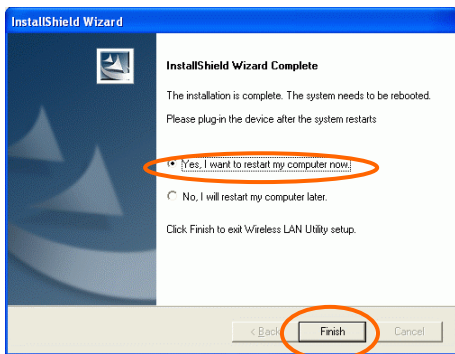 InstallShield Wizard
InstallShield Wizard Complete
The installation is complete. The system needs to be rebooted.
Please plug-in the device after the system restarts
Yes, I want to restart my computer now.
No, I will restart my computer later.
Click Finish to exit Wireless LAN Utility setup.
< Back Finish Cancel